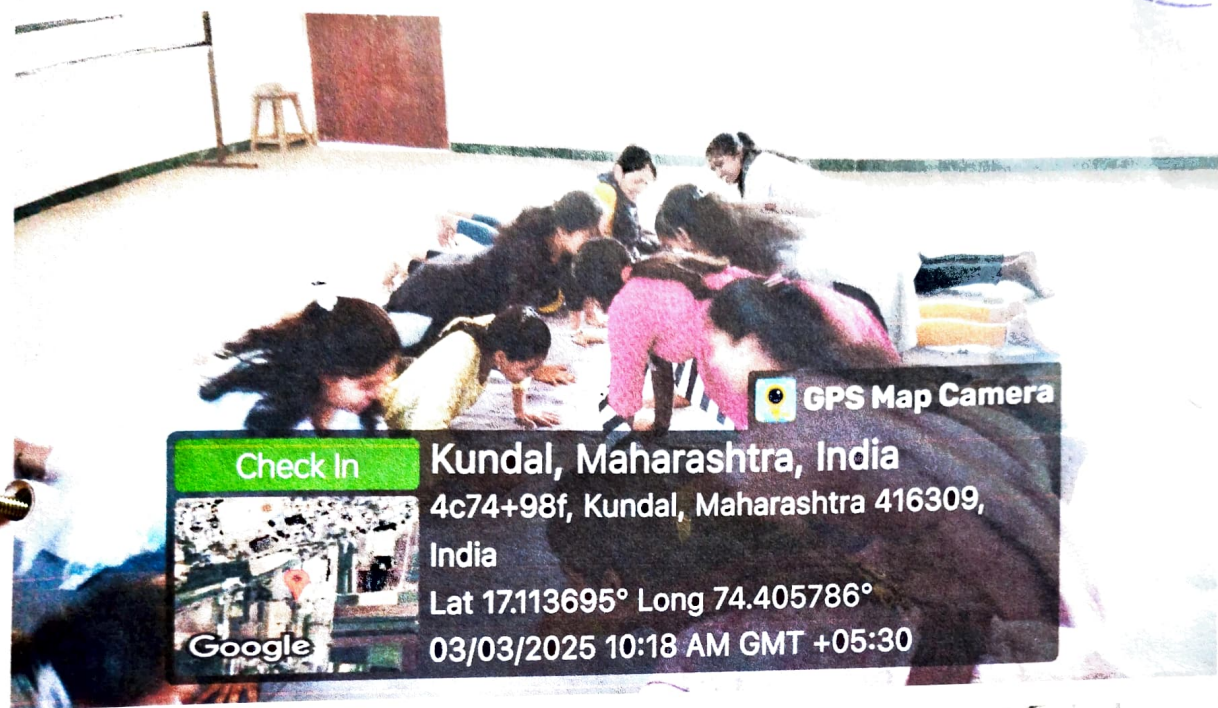 GPS Map Camera
Check In
Kundal, Maharashtra, India
4c74+98f, Kundal, Maharashtra 416309,
India
Lat 17.113695° Long 74.405786°
03/03/2025 10:18 AM GMT +05:30
Google